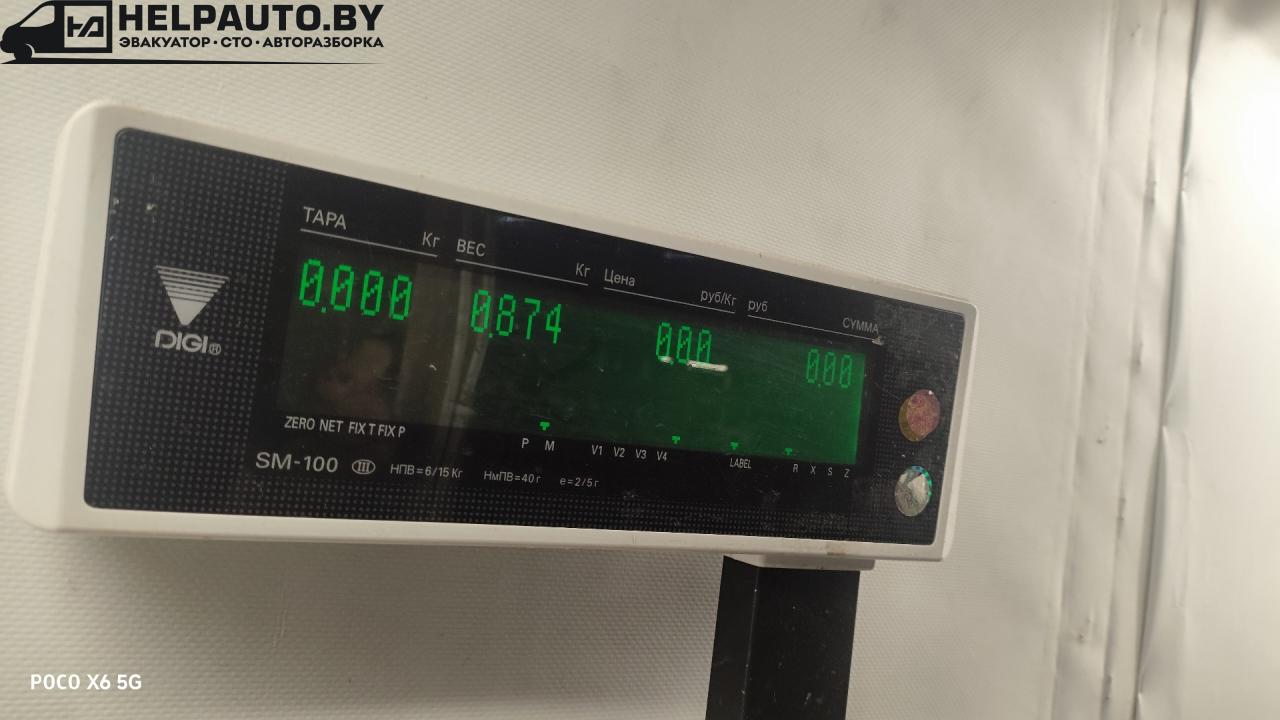 HELPAUTO.BY
ЭВАКУАТОР · СТО · АВТОРАЗБОРКА
ТАРА Кг ВЕС Кг Цена руб/Кг руб СУММА
0.000 0.874 0.00 0.00
DIGI
ZERO NET FIX T FIX P P M V1 V2 V3 V4 LABEL R X S Z
SM-100 III НПВ=6/15 Кг НмПВ=40 г e=2/5 г
POCO X6 5G